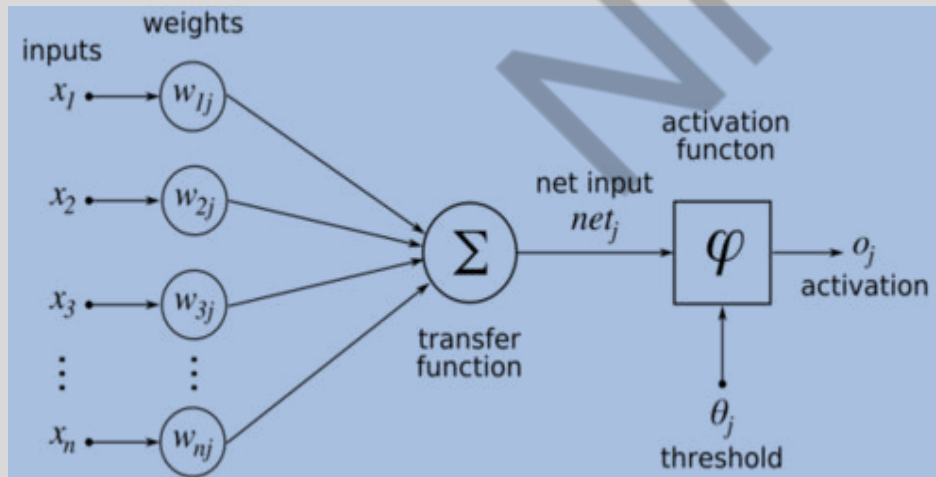 weights
inputs
x₁
w₁ⱼ
activation
functon
x₂
w₂ⱼ
net input
netⱼ
Σ
φ
oⱼ
activation
x₃
w₃ⱼ
transfer
function
⋮ ⋮
xₙ
wₙⱼ
θⱼ
threshold